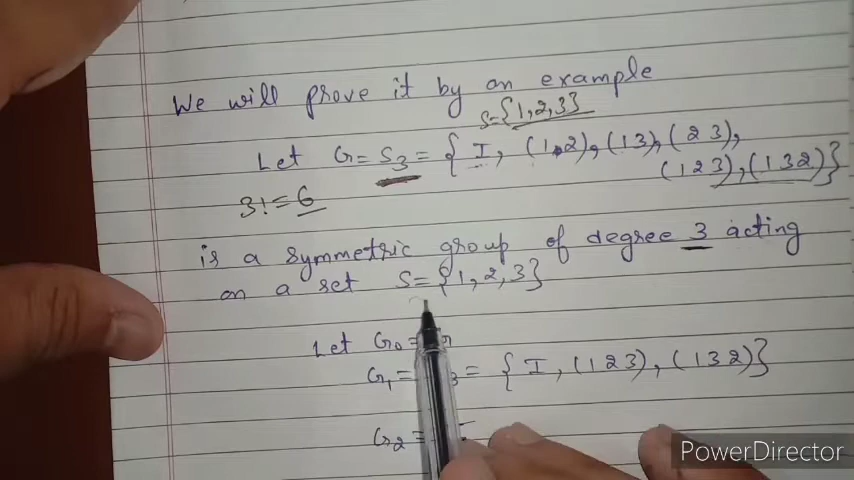 We will prove it by an example
S={1,2,3}
Let G = S3 = { I, (1 2), (13), (2 3),
(1 2 3), (1 3 2)}
3! = 6
is a symmetric group of degree 3 acting
on a set S={1,2,3}
Let G0 =
G1 = 3 = { I, (1 2 3), (1 3 2)}
G2 =
PowerDirector